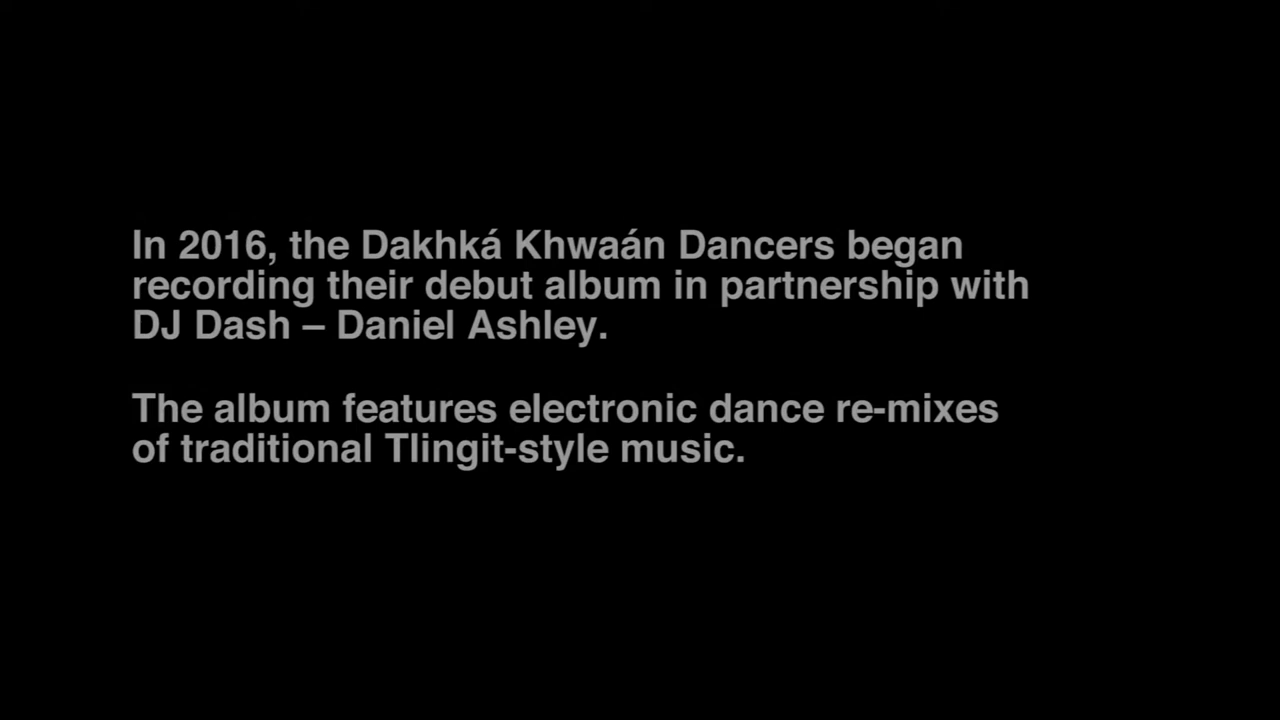 In 2016, the Dakhká Khwaán Dancers began
recording their debut album in partnership with
DJ Dash – Daniel Ashley.
The album features electronic dance re-mixes
of traditional Tlingit-style music.